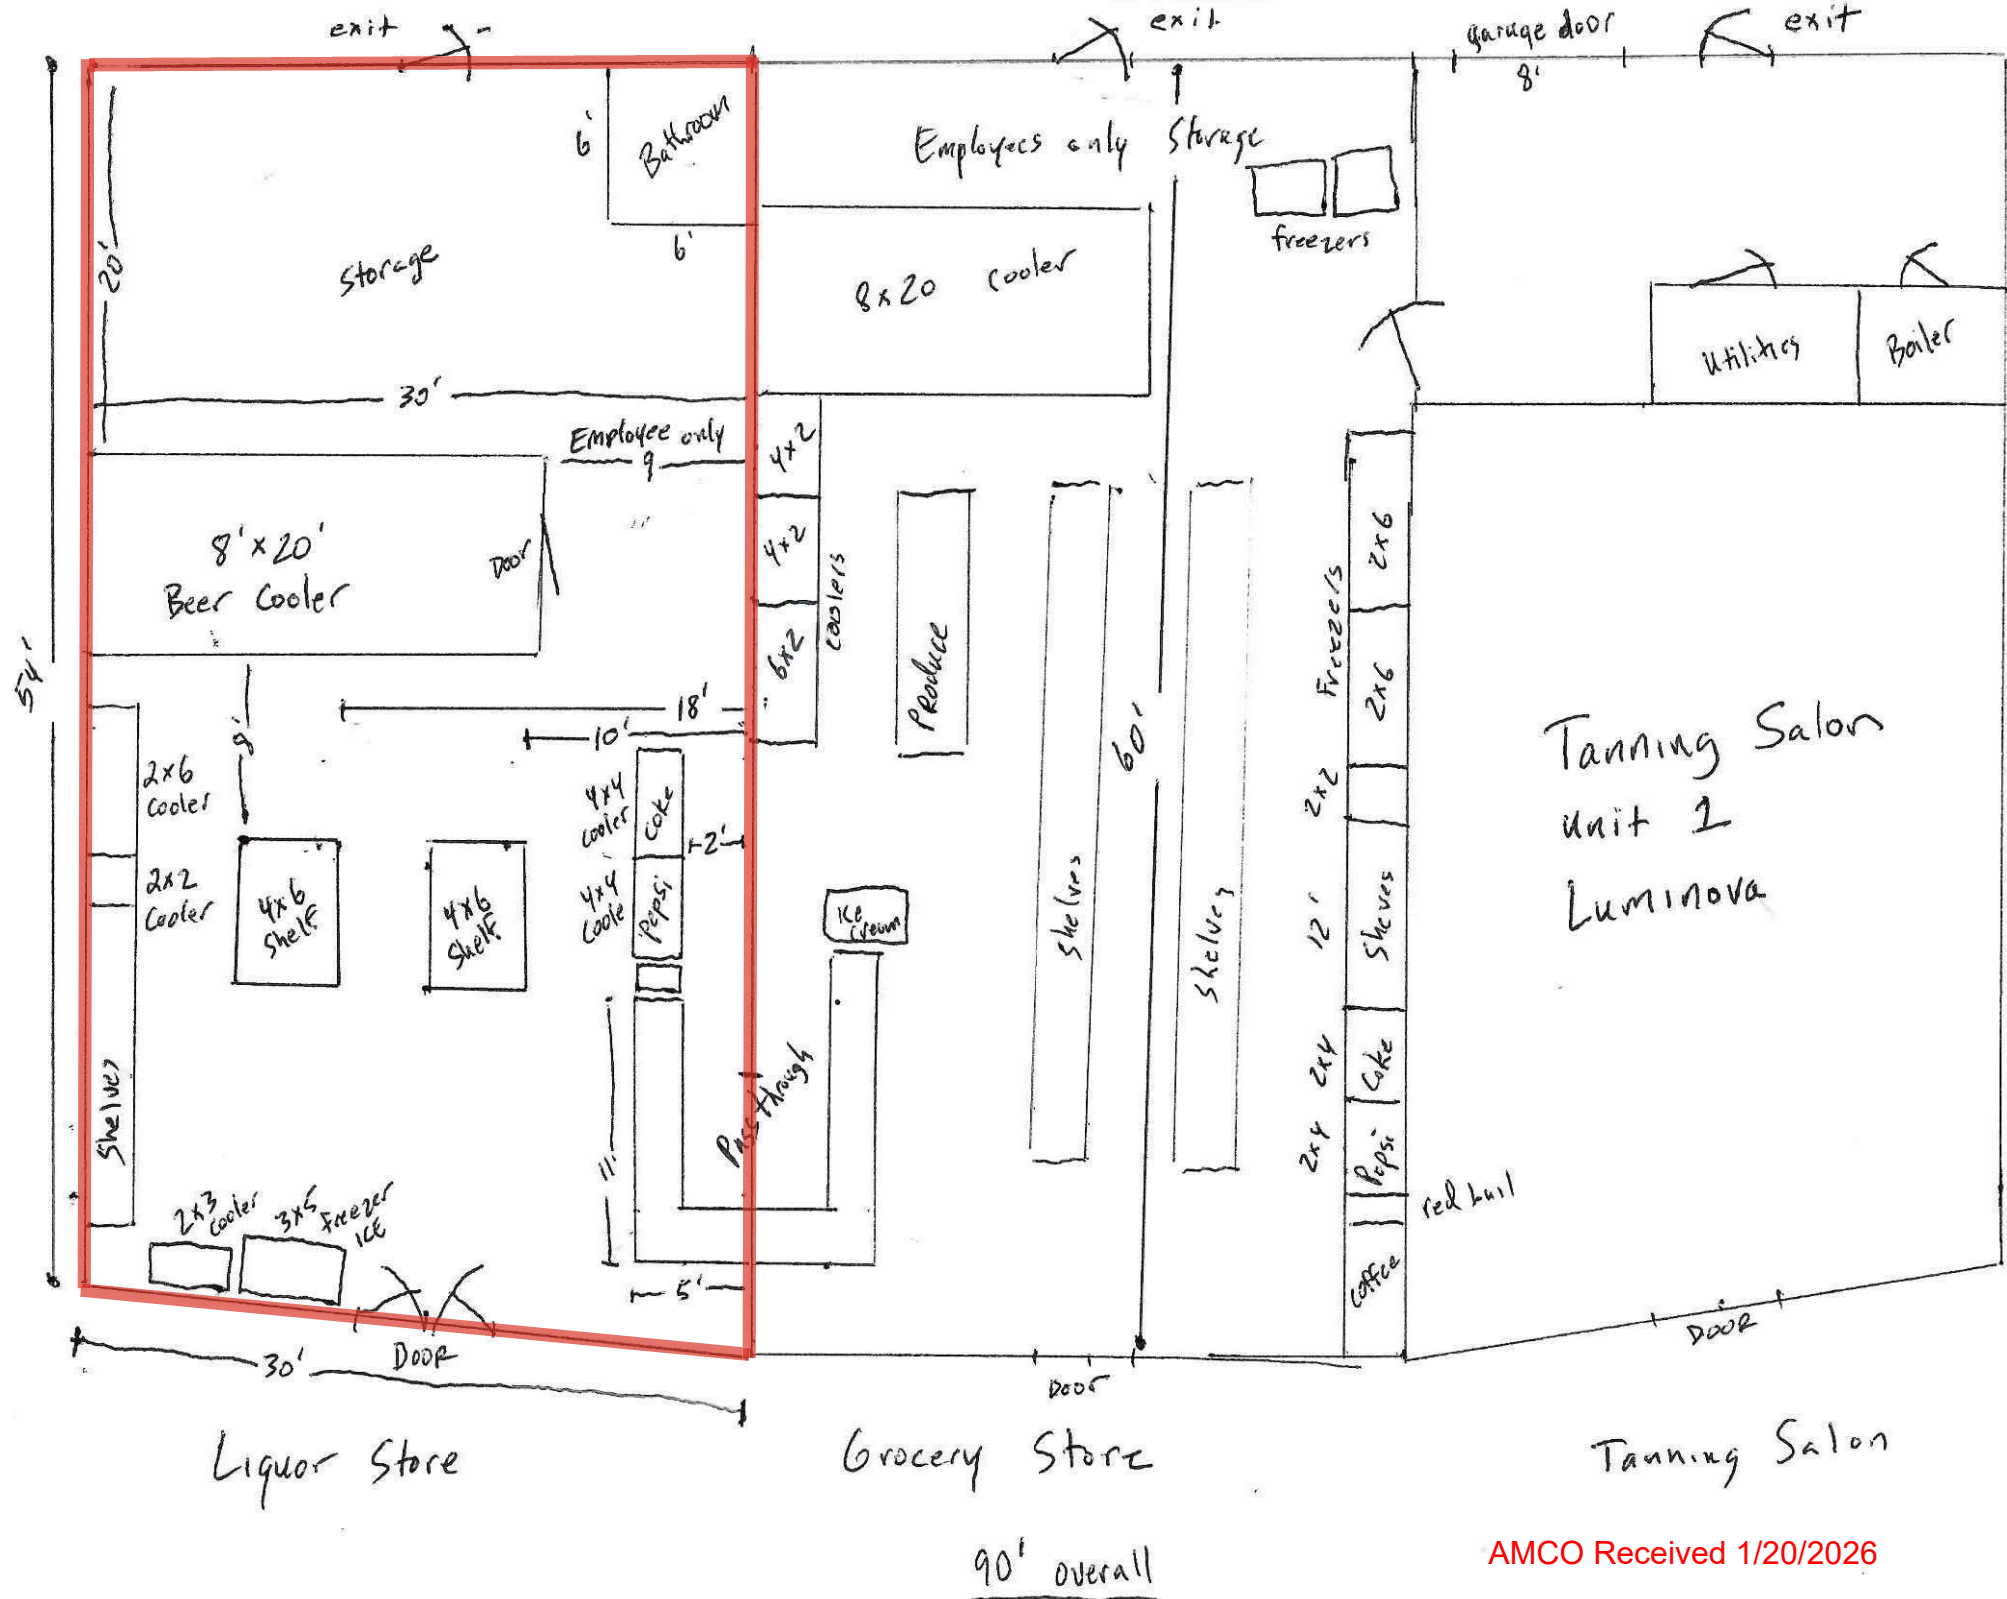 exit
exit
garage door
exit
8'
6'
Bathroom
Employees only Storage
6'
freezers
20'
Storage
8x20 cooler
Utilities
Boiler
30'
Employee only
9
4x2
8'x20'
Beer Cooler
Door
4x2
coolers
6x2
Produce
Freezers
2x6
2x6
54'
18'
10'
8'
60'
2x6
Cooler
4x4
cooler
Coke
2'
2x2
Tanning Salon
unit 1
Luminova
2x2
Cooler
4x6
Shelf
4x6
Shelf
4x4
Coole
Pepsi
Ice
Cream
Shelves
Shelves
12'
Shelves
Shelves
11'
Pass through
2x4
Coke
2x4
Pepsi
red bull
2x3
cooler
3x5 Freezer
ICE
5'
Coffee
30'
DOOR
Door
DOOR
Liquor Store
Grocery Store
Tanning Salon
90' overall
AMCO Received 1/20/2026